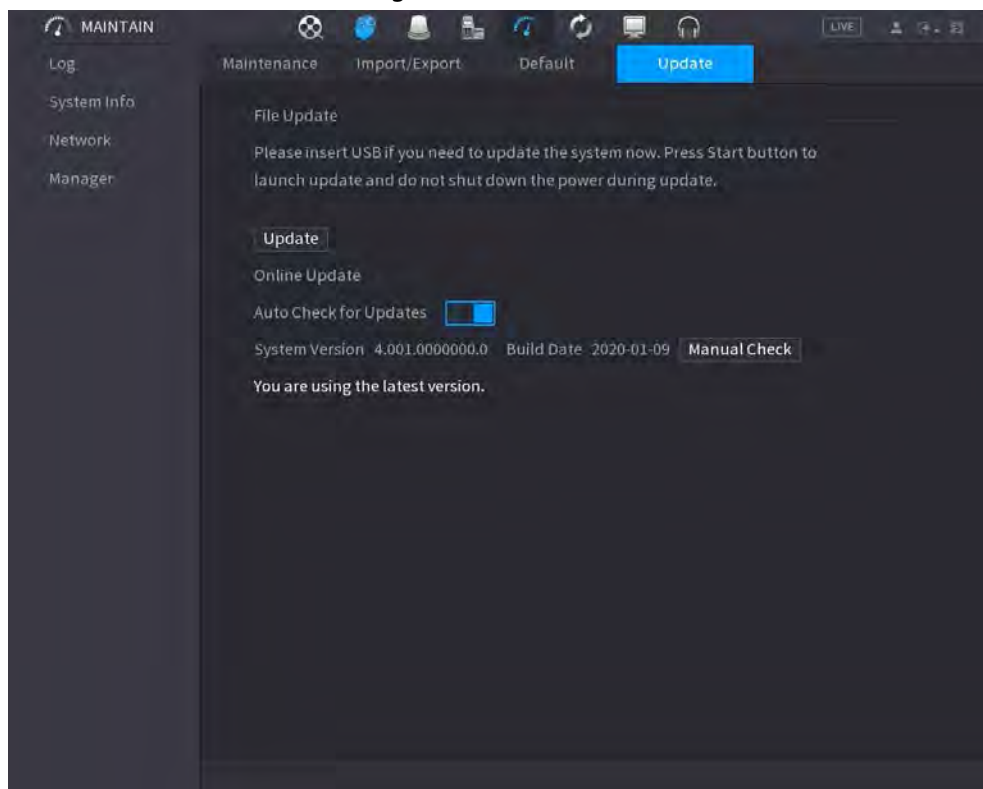 MAINTAIN
LIVE
Log
System Info
Network
Manager
Maintenance Import/Export Default Update
File Update
Please insert USB if you need to update the system now. Press Start button to
launch update and do not shut down the power during update.
Update
Online Update
Auto Check for Updates
System Version 4.001.0000000.0 Build Date 2020-01-09 Manual Check
You are using the latest version.